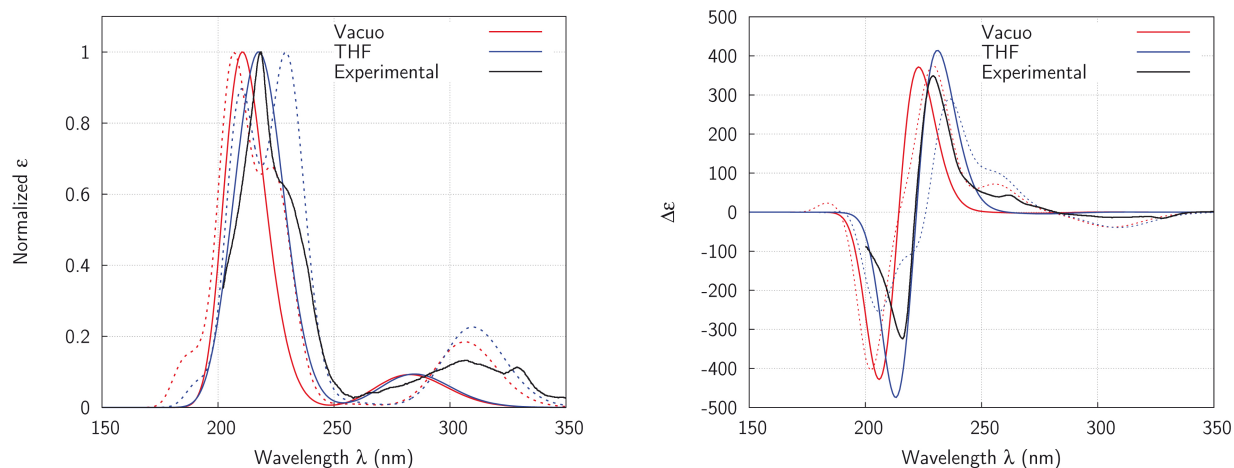 Normalized ε
1
0.8
0.6
0.4
0.2
0
150
200
250
300
350
Wavelength λ (nm)
Vacuo
THF
Experimental
Δε
500
400
300
200
100
0
-100
-200
-300
-400
-500
150
200
250
300
350
Wavelength λ (nm)
Vacuo
THF
Experimental